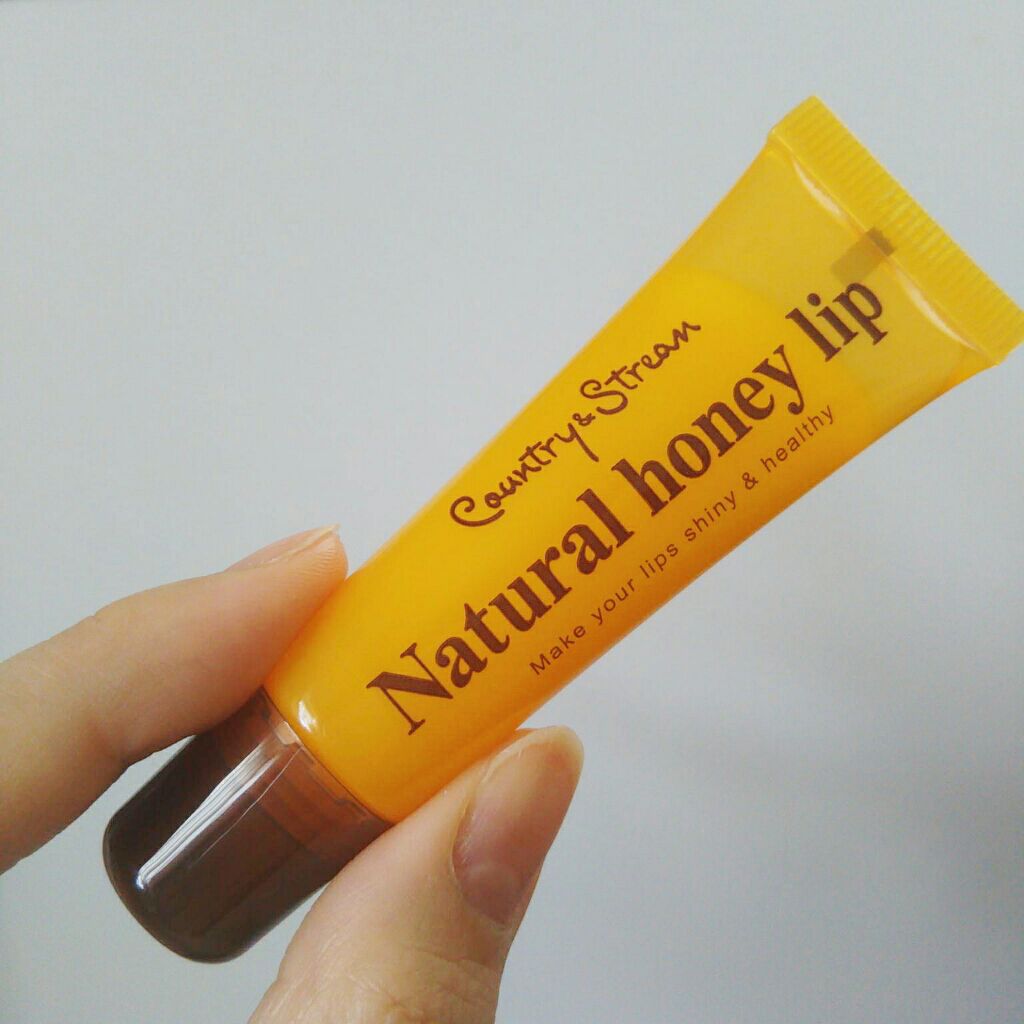 Country & Stream
Natural honey lip
Make your lips shiny & healthy